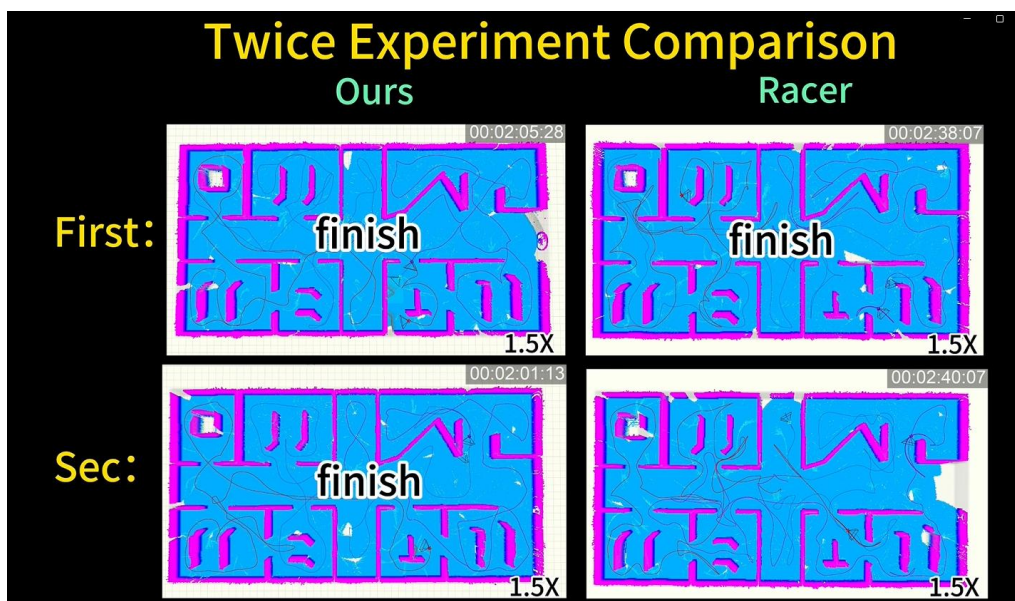 Twice Experiment Comparison
Ours
Racer
First:
00:02:05:28
finish
1.5X
00:02:38:07
finish
1.5X
Sec:
00:02:01:13
finish
1.5X
00:02:40:07
1.5X